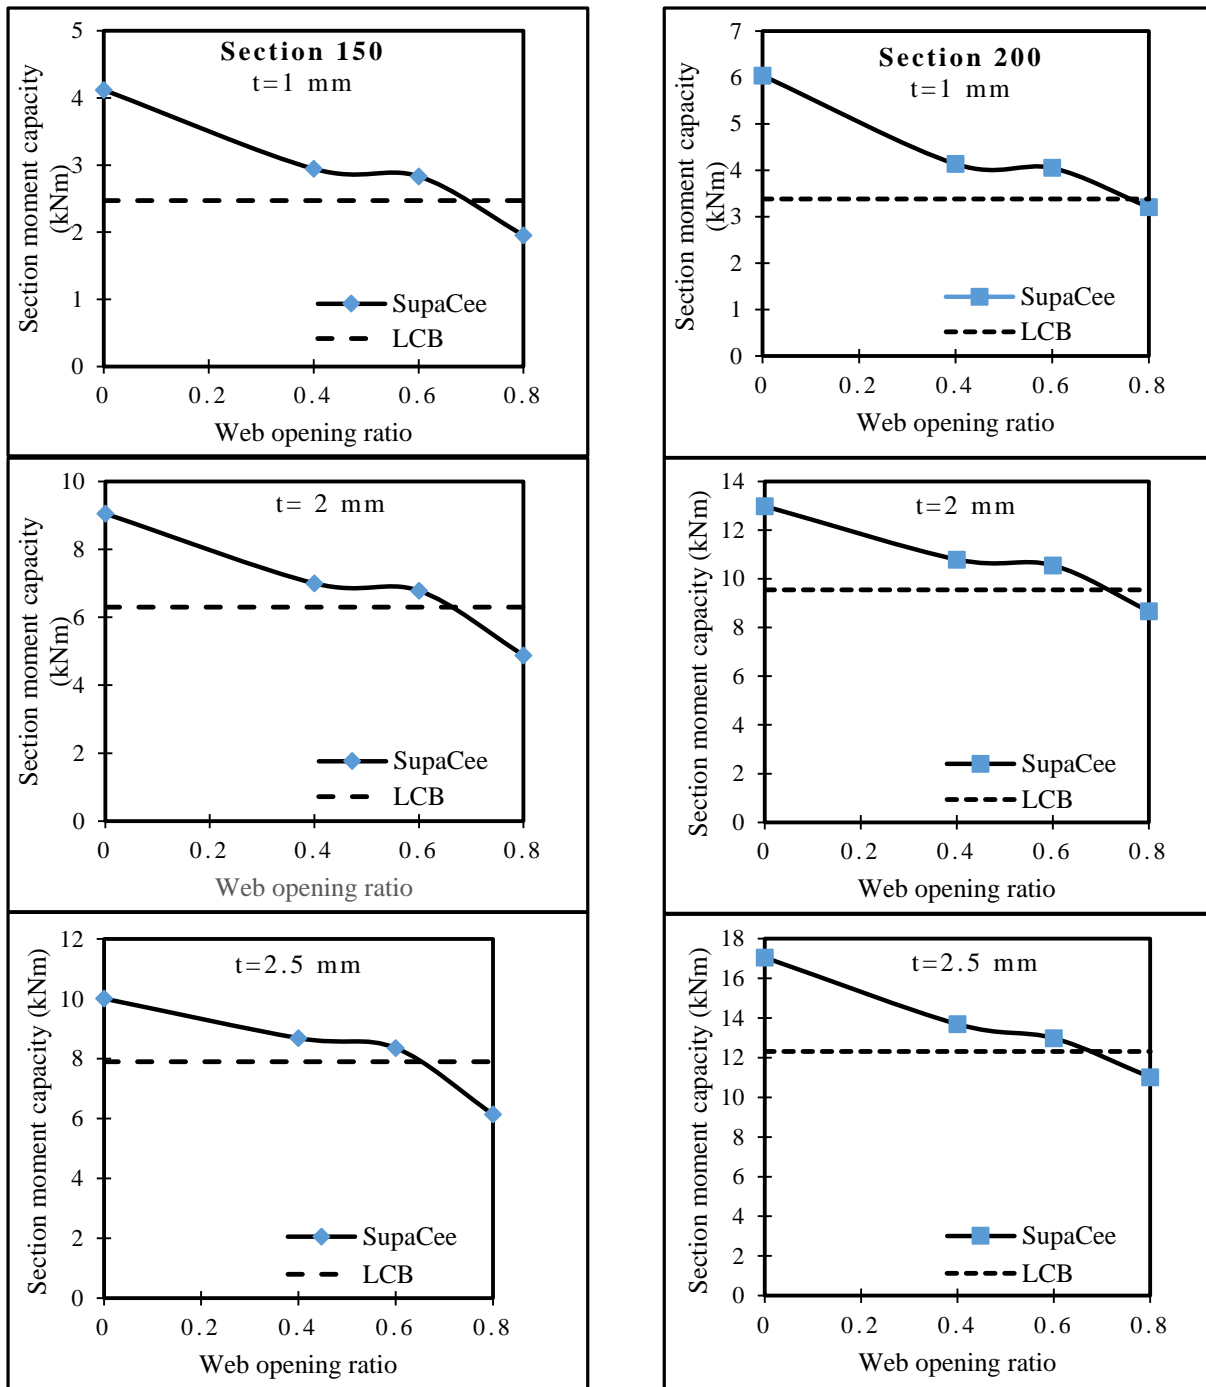 Section moment capacity
(kNm)
5
4
3
2
1
0
Section 150
t=1 mm
SupaCee
LCB
0 0.2 0.4 0.6 0.8
Web opening ratio
Section moment capacity
(kNm)
7
6
5
4
3
2
1
0
Section 200
t=1 mm
SupaCee
LCB
0 0.2 0.4 0.6 0.8
Web opening ratio
Section moment capacity
(kNm)
10
8
6
4
2
0
t= 2 mm
SupaCee
LCB
0 0.2 0.4 0.6 0.8
Web opening ratio
Section moment capacity (kNm)
14
12
10
8
6
4
2
0
t=2 mm
SupaCee
LCB
0 0.2 0.4 0.6 0.8
Web opening ratio
Section moment capacity (kNm)
12
10
8
6
4
2
0
t=2.5 mm
SupaCee
LCB
0 0.2 0.4 0.6 0.8
Web opening ratio
Section moment capacity (kNm)
18
16
14
12
10
8
6
4
2
0
t=2.5 mm
SupaCee
LCB
0 0.2 0.4 0.6 0.8
Web opening ratio